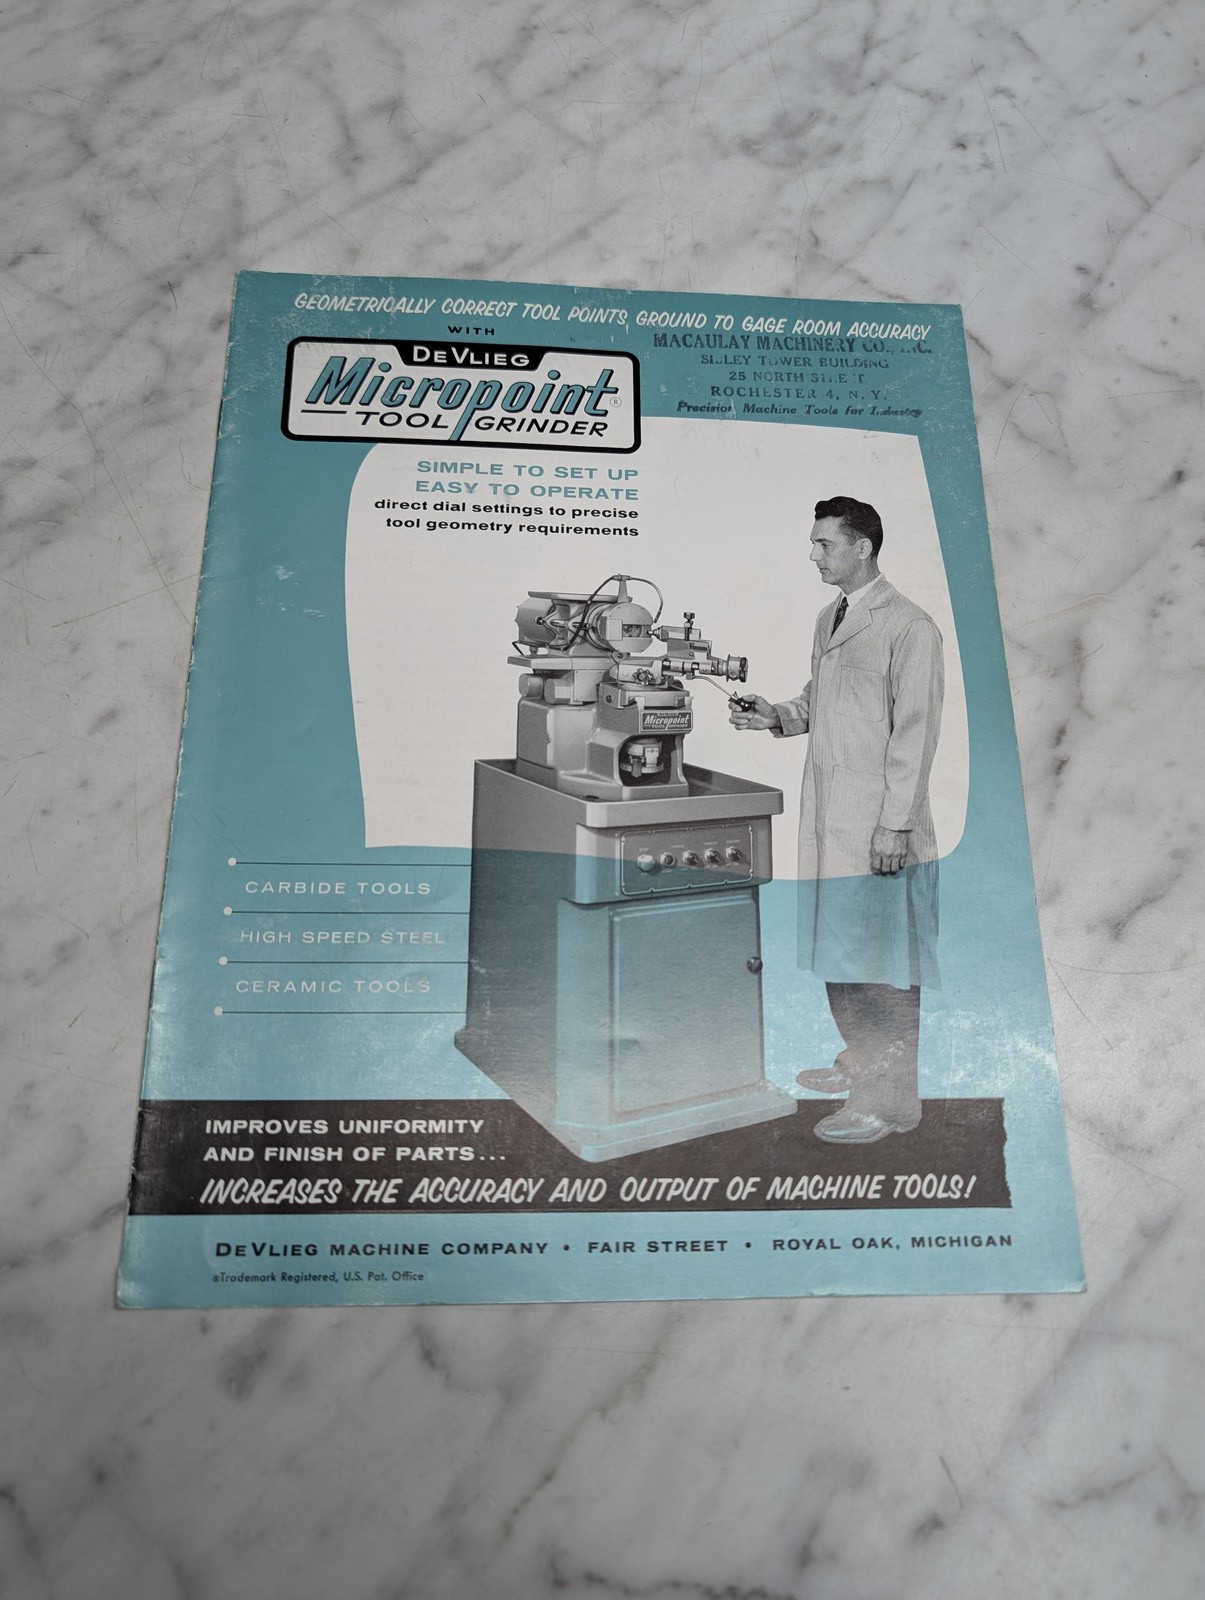 GEOMETRICALLY CORRECT TOOL POINTS GROUND TO GAGE ROOM ACCURACY
WITH
DEVLIEG
Micropoint®
TOOL GRINDER
MACAULAY MACHINERY CO., INC.
SIBLEY TOWER BUILDING
25 NORTH STREET
ROCHESTER 4, N. Y.
Precision Machine Tools for Industry
SIMPLE TO SET UP
EASY TO OPERATE
direct dial settings to precise
tool geometry requirements
Micropoint
TOOL GRINDER
CARBIDE TOOLS
HIGH SPEED STEEL
CERAMIC TOOLS
IMPROVES UNIFORMITY
AND FINISH OF PARTS...
INCREASES THE ACCURACY AND OUTPUT OF MACHINE TOOLS!
DEVLIEG MACHINE COMPANY • FAIR STREET • ROYAL OAK, MICHIGAN
®Trademark Registered, U.S. Pat. Office